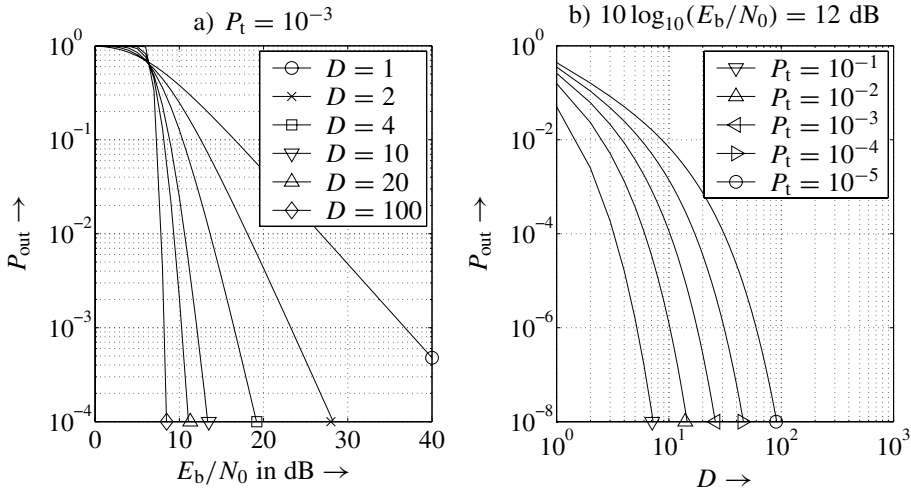 a) P_t = 10^{-3}
10^0
10^{-1}
10^{-2}
10^{-3}
10^{-4}
P_out →
0
10
20
30
40
E_b/N_0 in dB →
D = 1
D = 2
D = 4
D = 10
D = 20
D = 100
b) 10 log_{10}(E_b/N_0) = 12 dB
10^0
10^{-2}
10^{-4}
10^{-6}
10^{-8}
P_out →
10^0
10^1
10^2
10^3
D →
P_t = 10^{-1}
P_t = 10^{-2}
P_t = 10^{-3}
P_t = 10^{-4}
P_t = 10^{-5}